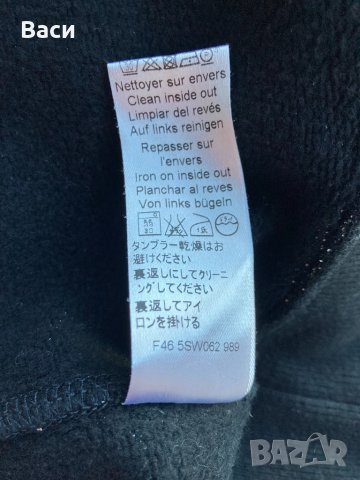 Васи
Nettoyer sur envers
Clean inside out
Limpiar del revés
Auf links reinigen
Repasser sur
l'envers
Iron on inside out
Planchar al revés
Von links bügeln
タンブラー乾燥はお
避けください
裏返しにしてクリーニ
ングしてください
裏返してアイ
ロンを掛ける
F46 5SW062 989
BAZAR